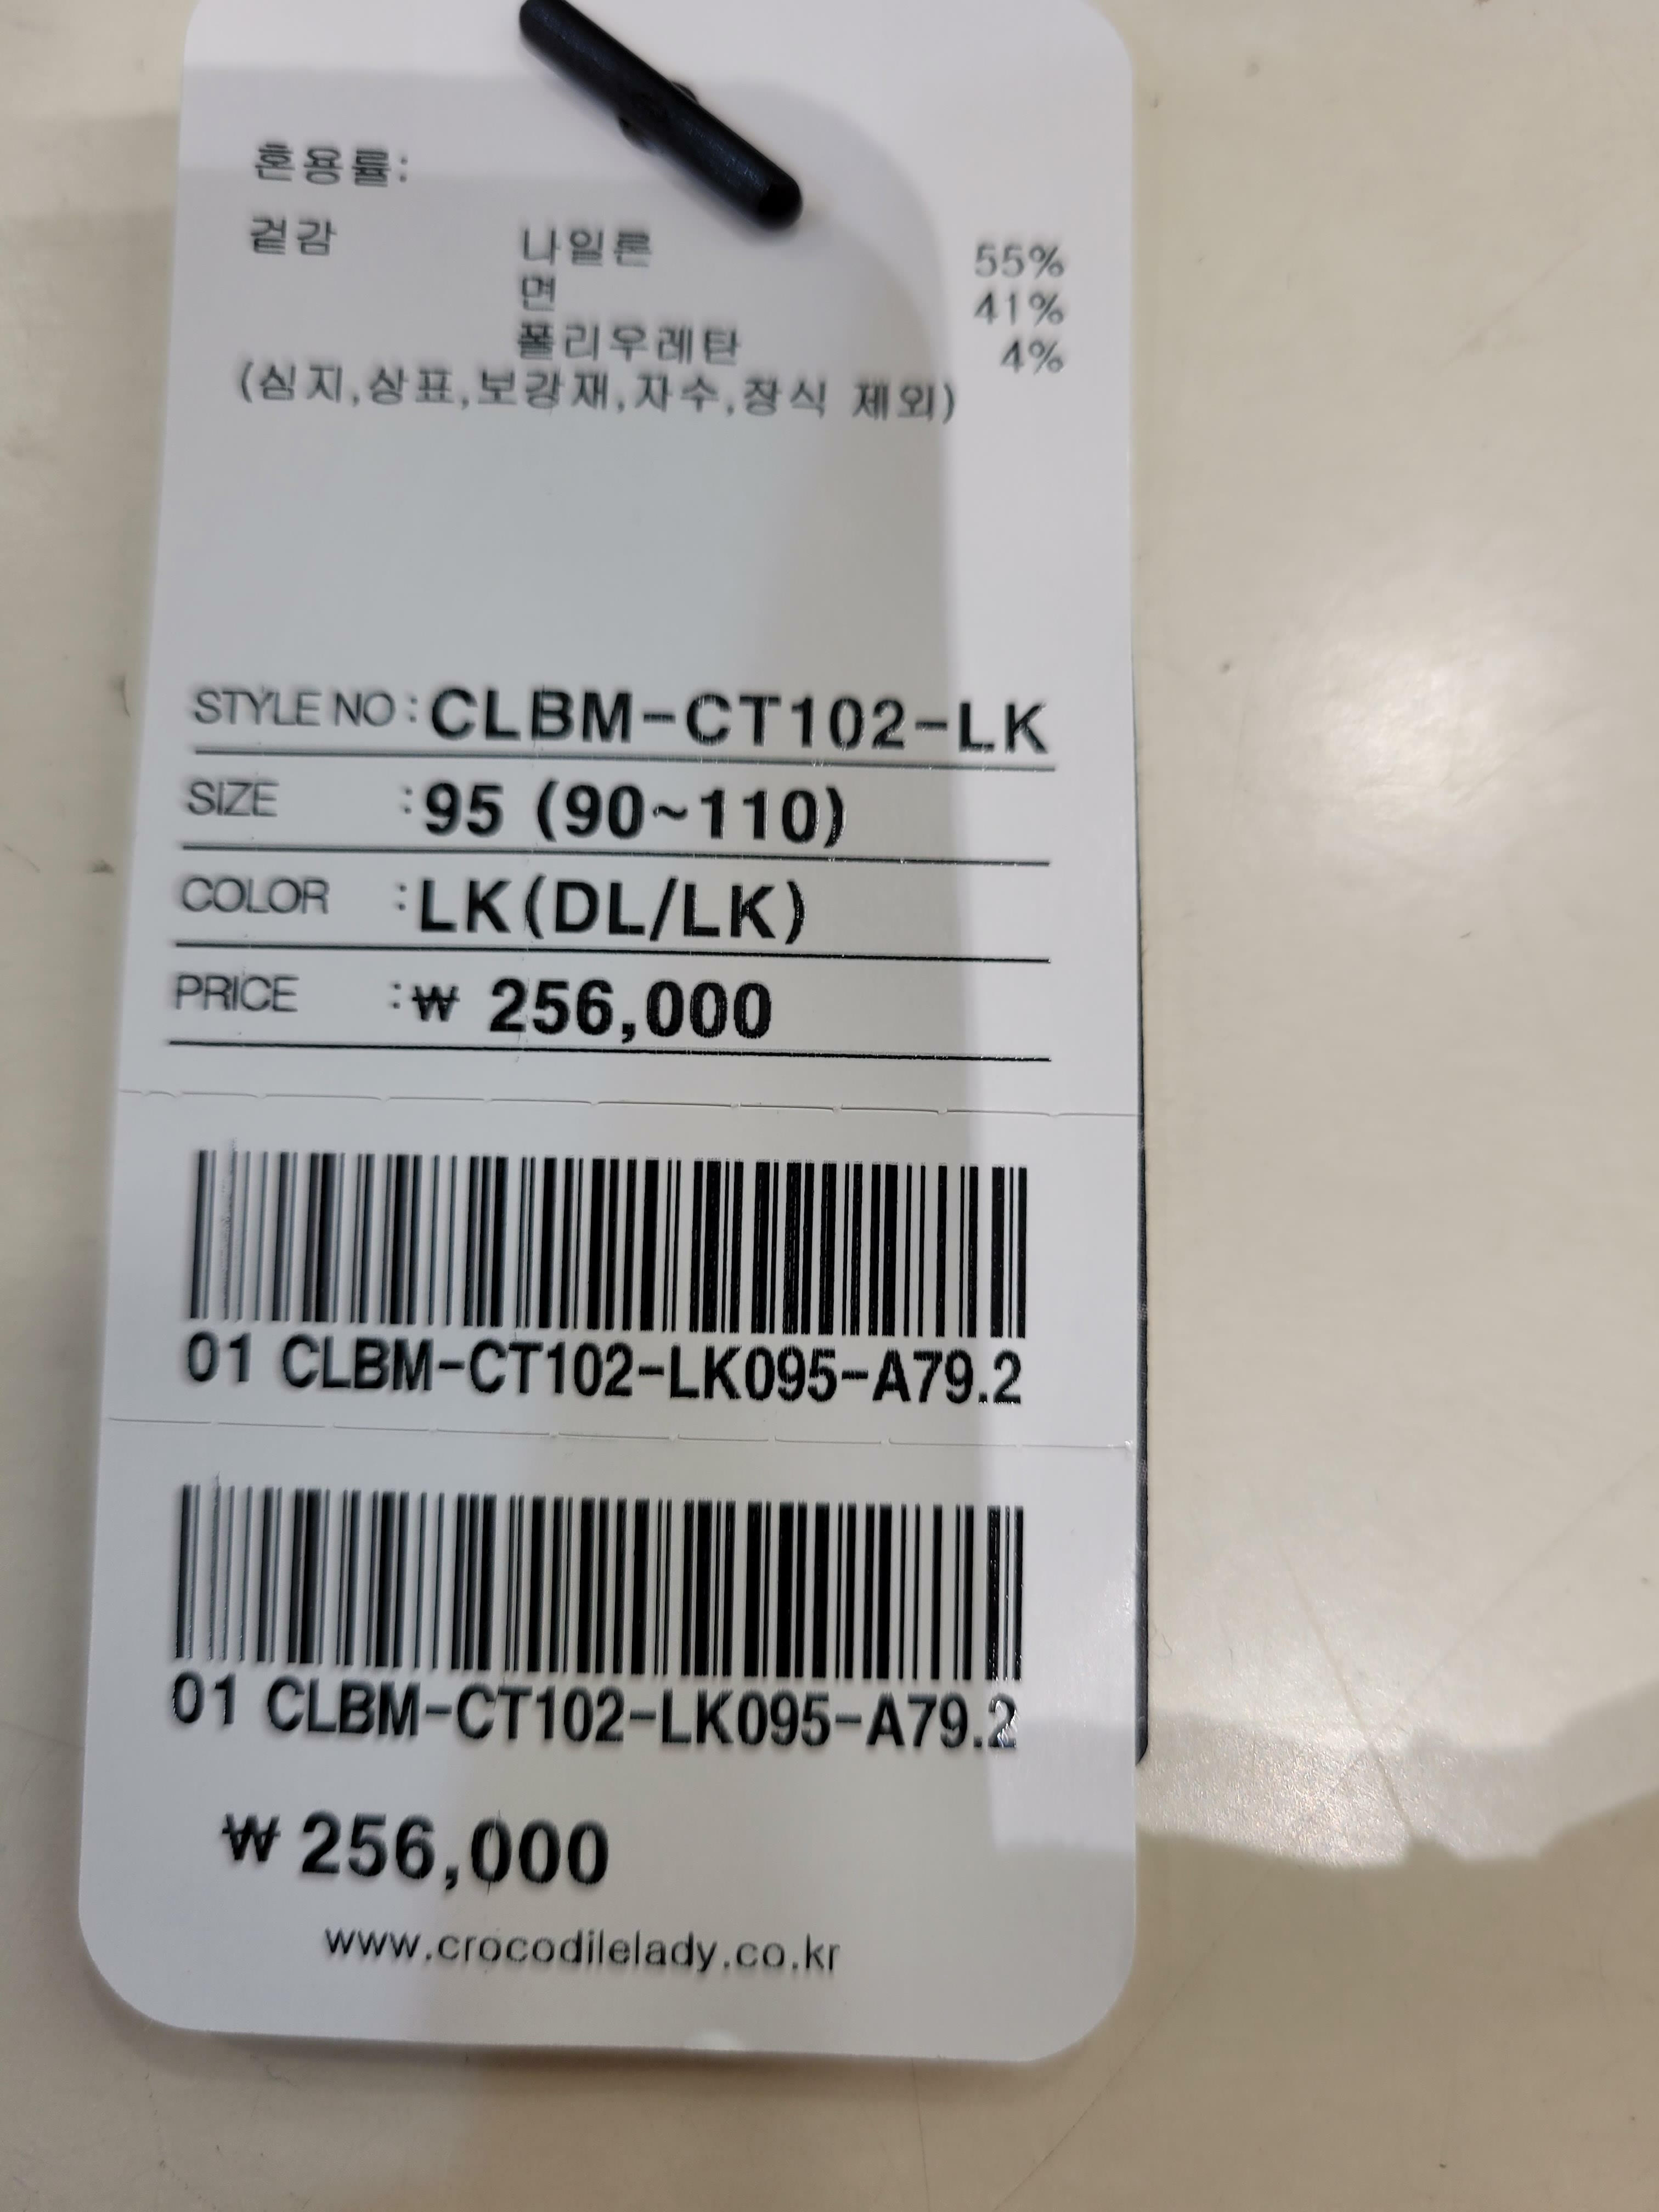 혼용률:
겉감 나일론 55%
면 41%
폴리우레탄 4%
(심지,상표,보강재,자수,장식 제외)
STYLE NO : CLBM-CT102-LK
SIZE : 95 (90~110)
COLOR : LK(DL/LK)
PRICE : ₩ 256,000
01 CLBM-CT102-LK095-A79.2
01 CLBM-CT102-LK095-A79.2
₩ 256,000
www.crocodilelady.co.kr